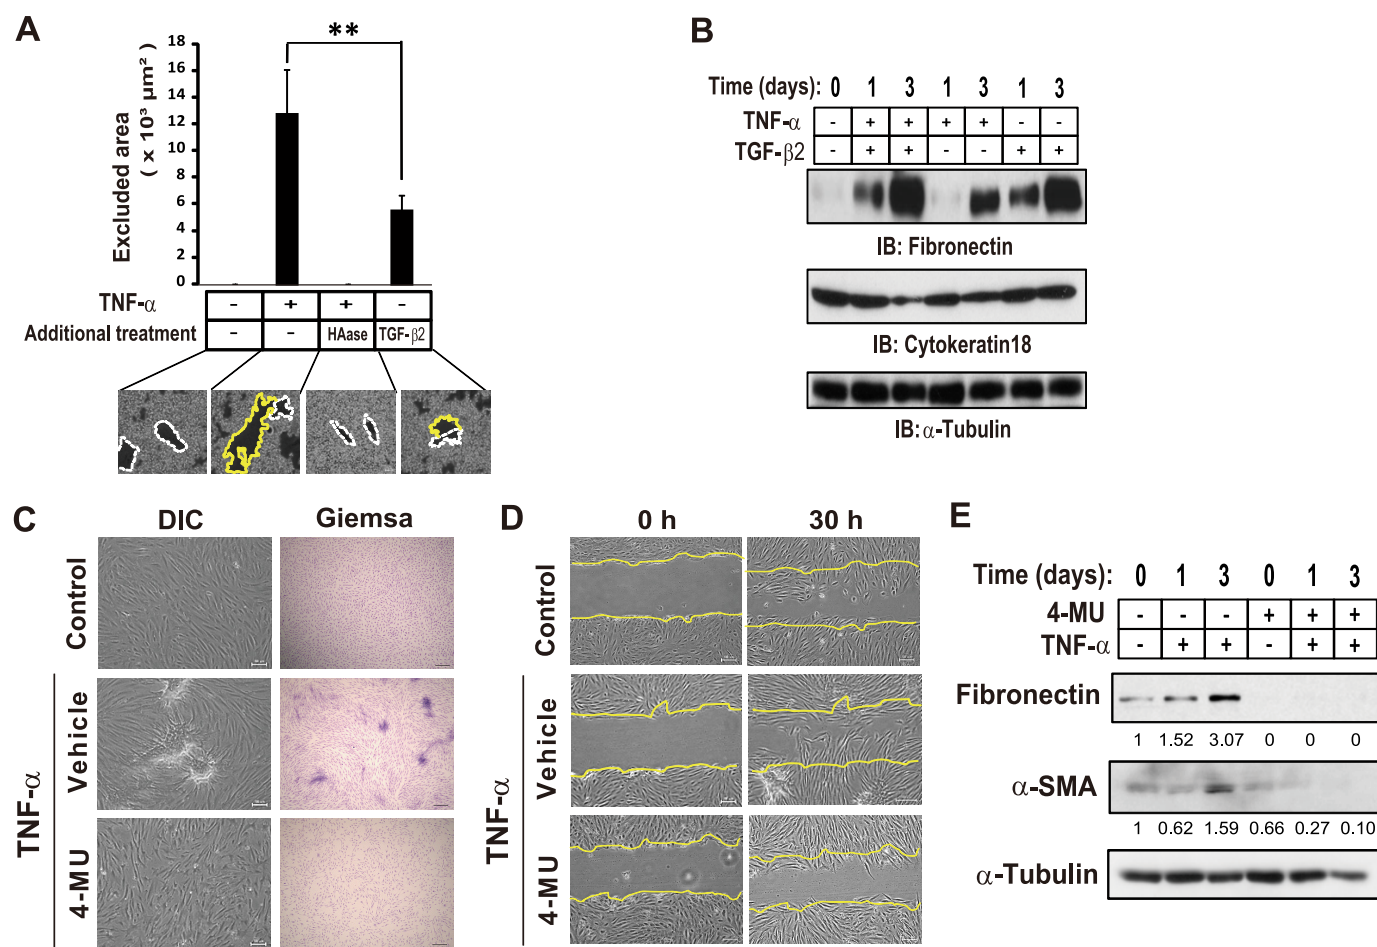 A
**
Excluded area
( x 10³ μm² )
18
16
14
12
10
8
6
4
2
0
TNF-α - + + -
Additional treatment - - HAase TGF-β2
B
Time (days): 0 1 3 1 3 1 3
TNF-α - + + + + - -
TGF-β2 - + + - - + +
IB: Fibronectin
IB: Cytokeratin18
IB: α-Tubulin
C
DIC Giemsa
Control
TNF-α
Vehicle
4-MU
D
0 h 30 h
Control
TNF-α
Vehicle
4-MU
E
Time (days): 0 1 3 0 1 3
4-MU - - - + + +
TNF-α - + + - + +
Fibronectin
1 1.52 3.07 0 0 0
α-SMA
1 0.62 1.59 0.66 0.27 0.10
α-Tubulin